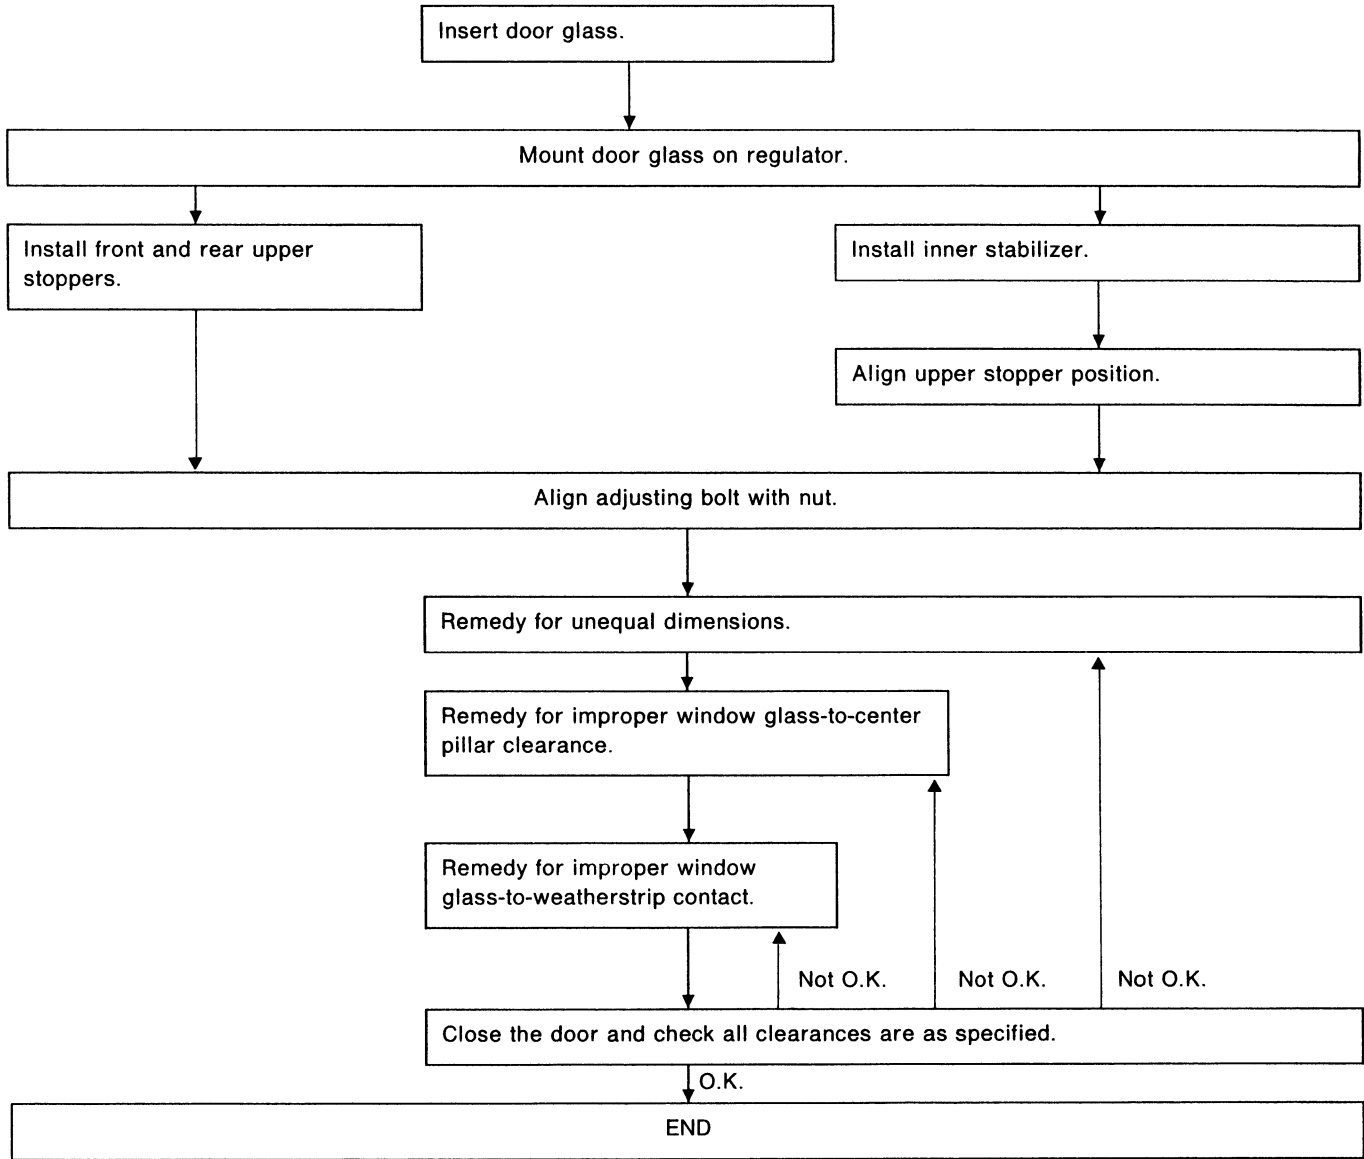 Insert door glass.
Mount door glass on regulator.
Install front and rear upper
stoppers.
Install inner stabilizer.
Align upper stopper position.
Align adjusting bolt with nut.
Remedy for unequal dimensions.
Remedy for improper window glass-to-center
pillar clearance.
Remedy for improper window
glass-to-weatherstrip contact.
Not O.K.
Not O.K.
Not O.K.
Close the door and check all clearances are as specified.
O.K.
END